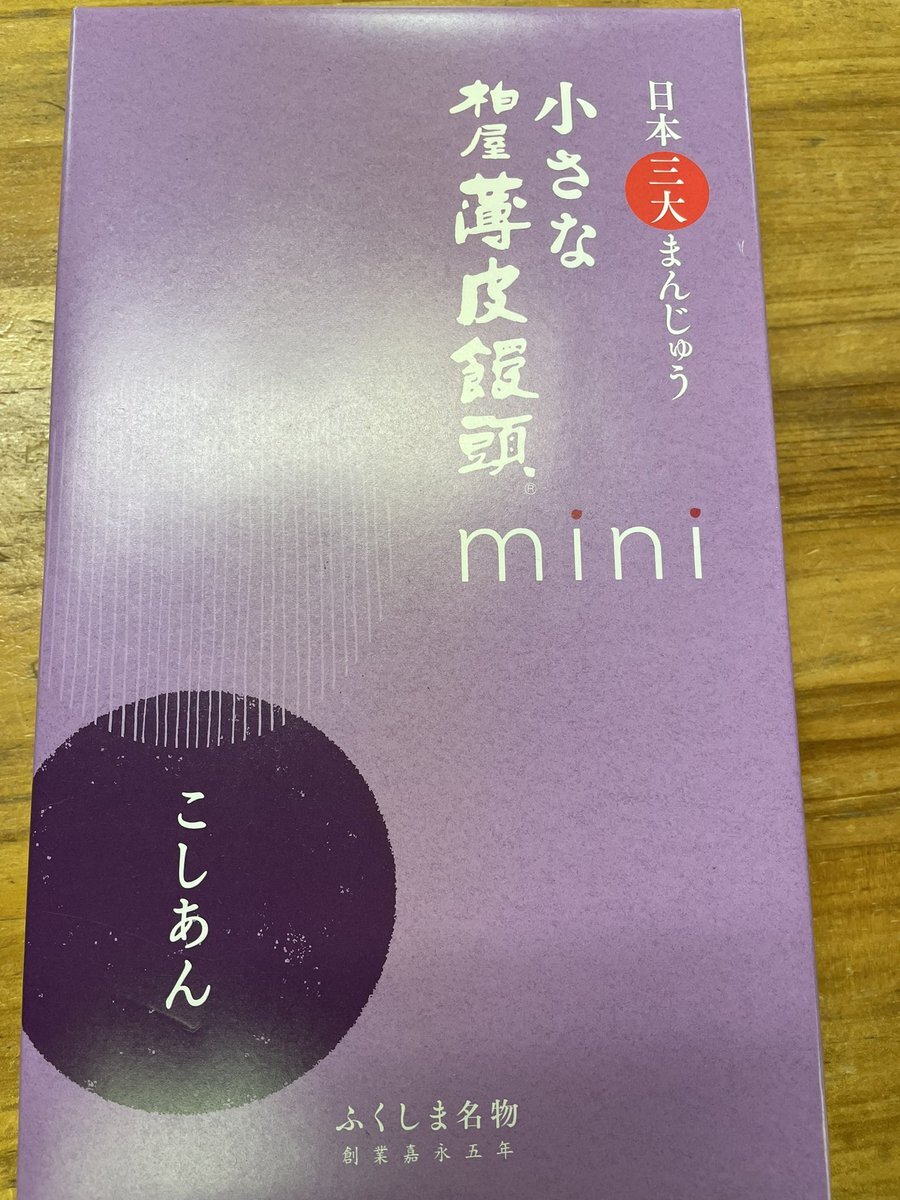 日本三大まんじゅう
小さな
柏屋薄皮饅頭®
mini
こしあん
ふくしま名物
創業嘉永五年